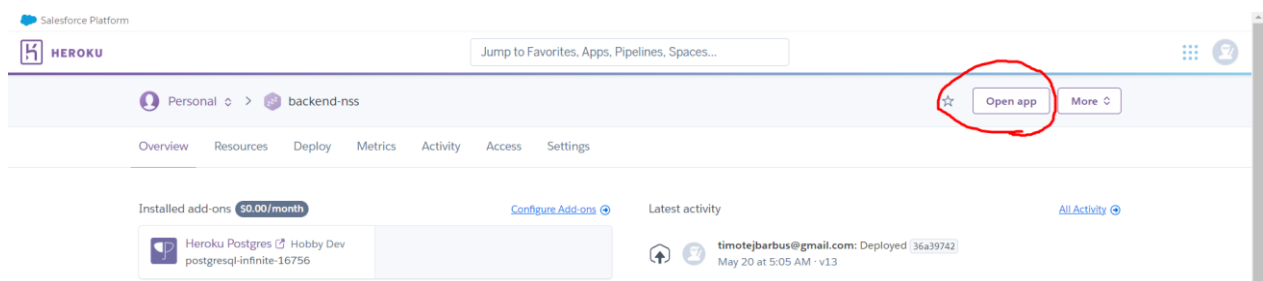 Salesforce Platform
HEROKU
Jump to Favorites, Apps, Pipelines, Spaces...
Personal > backend-nss
Open app
More
Overview Resources Deploy Metrics Activity Access Settings
Installed add-ons $0.00/month
Configure Add-ons
Heroku Postgres Hobby Dev
postgresql-infinite-16756
Latest activity
All Activity
timotejbarbus@gmail.com: Deployed 36a39742
May 20 at 5:05 AM · v13